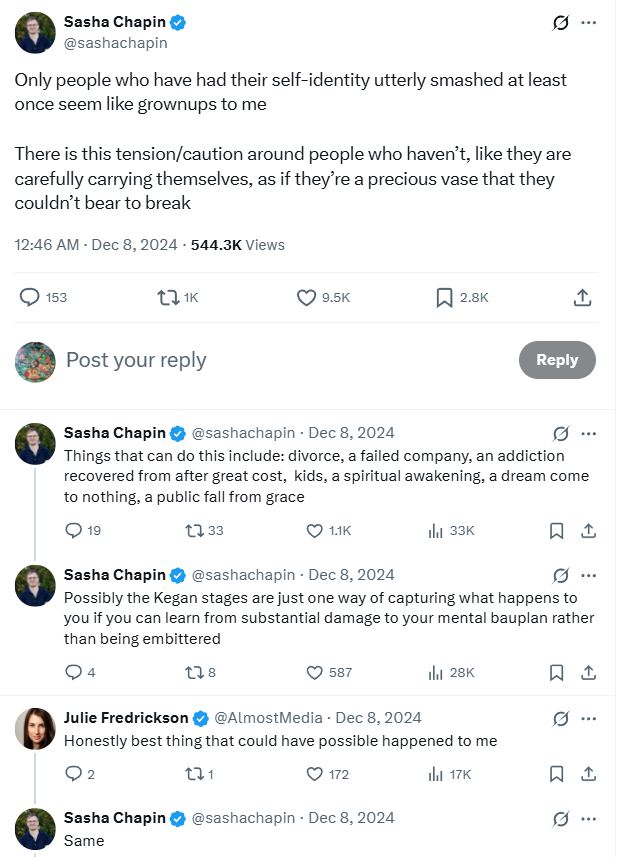 Sasha Chapin
@sashachapin
Only people who have had their self-identity utterly smashed at least
once seem like grownups to me
There is this tension/caution around people who haven’t, like they are
carefully carrying themselves, as if they’re a precious vase that they
couldn’t bear to break
12:46 AM · Dec 8, 2024 · 544.3K Views
153 1K 9.5K 2.8K
Post your reply
Reply
Sasha Chapin @sashachapin · Dec 8, 2024
Things that can do this include: divorce, a failed company, an addiction
recovered from after great cost, kids, a spiritual awakening, a dream come
to nothing, a public fall from grace
19 33 1.1K 33K
Sasha Chapin @sashachapin · Dec 8, 2024
Possibly the Kegan stages are just one way of capturing what happens to
you if you can learn from substantial damage to your mental bauplan rather
than being embittered
4 8 587 28K
Julie Fredrickson @AlmostMedia · Dec 8, 2024
Honestly best thing that could have possible happened to me
2 1 172 17K
Sasha Chapin @sashachapin · Dec 8, 2024
Same